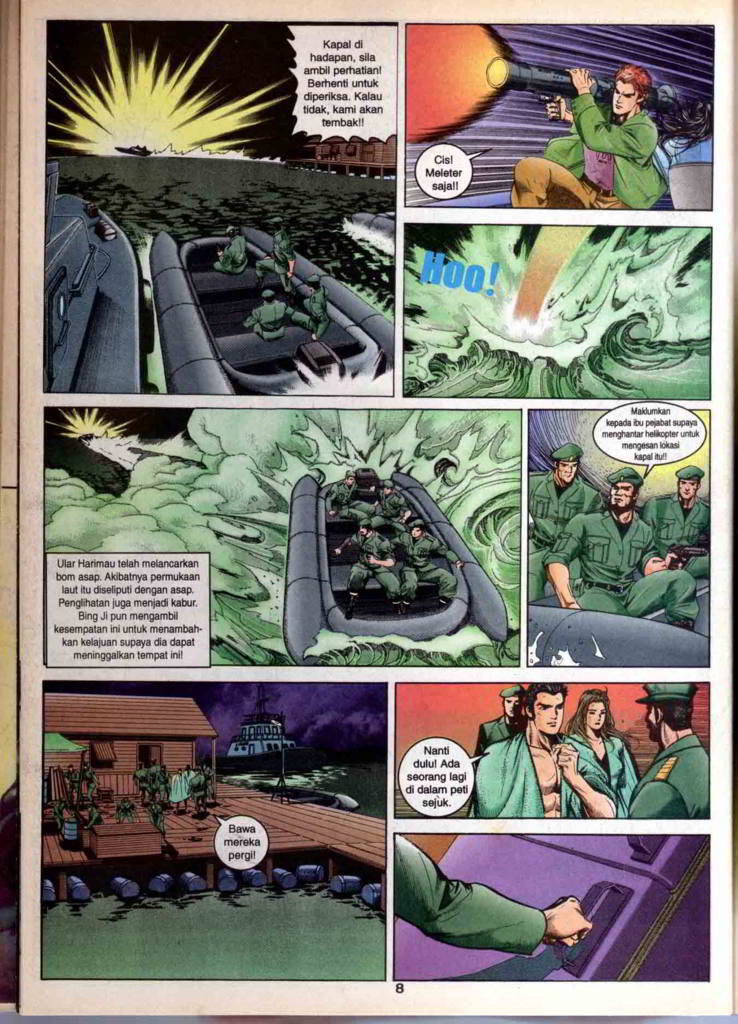 Kapal di
hadapan, sila
ambil perhatian!
Berhenti untuk
diperiksa. Kalau
tidak, kami akan
tembak!!
Cis!
Meleter
saja!!
Hoo!
Ular Harimau telah melancarkan
bom asap. Akibatnya permukaan
laut itu diseliputi dengan asap.
Penglihatan juga menjadi kabur.
Bing Ji pun mengambil
kesempatan ini untuk menambah-
kan kelajuan supaya dia dapat
meninggalkan tempat ini!
Maklumkan
kepada ibu pejabat supaya
menghantar helikopter untuk
mengesan lokasi
kapal itu!!
Bawa
mereka
pergi!
Nanti
dulu! Ada
seorang lagi
di dalam peti
sejuk.
8